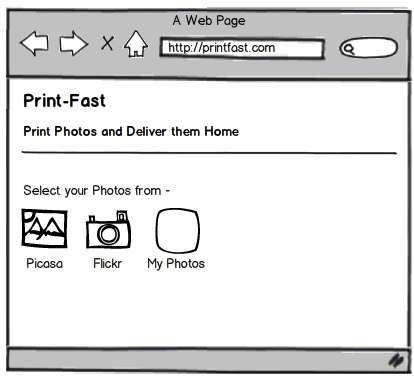 A Web Page
http://printfast.com
Print-Fast
Print Photos and Deliver them Home
Select your Photos from -
Picasa Flickr My Photos